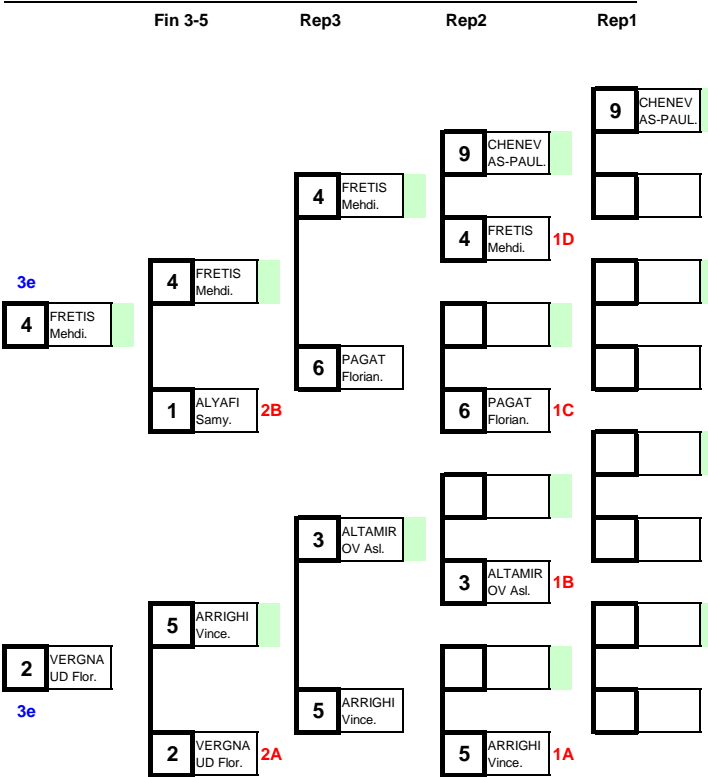 Fin 3-5 Rep3 Rep2 Rep1
9 CHENEV
AS-PAUL.
9 CHENEV
AS-PAUL.
4 FRETIS
Mehdi.
4 FRETIS
Mehdi. 1D
4 FRETIS
Mehdi.
3e
4 FRETIS
Mehdi.
6 PAGAT
Florian.
1 ALYAFI
Samy. 2B
6 PAGAT
Florian. 1C
3 ALTAMIR
OV Asl.
3 ALTAMIR
OV Asl. 1B
5 ARRIGHI
Vince.
2 VERGNA
UD Flor.
3e
5 ARRIGHI
Vince.
2 VERGNA
UD Flor. 2A
5 ARRIGHI
Vince. 1A